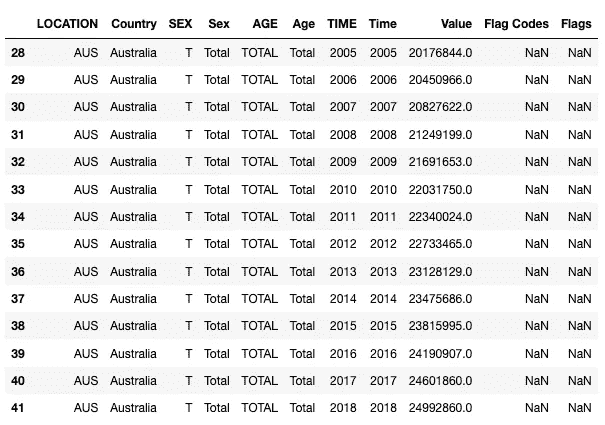 LOCATION Country SEX Sex AGE Age TIME Time Value Flag Codes Flags
28 AUS Australia T Total TOTAL Total 2005 2005 20176844.0 NaN NaN
29 AUS Australia T Total TOTAL Total 2006 2006 20450966.0 NaN NaN
30 AUS Australia T Total TOTAL Total 2007 2007 20827622.0 NaN NaN
31 AUS Australia T Total TOTAL Total 2008 2008 21249199.0 NaN NaN
32 AUS Australia T Total TOTAL Total 2009 2009 21691653.0 NaN NaN
33 AUS Australia T Total TOTAL Total 2010 2010 22031750.0 NaN NaN
34 AUS Australia T Total TOTAL Total 2011 2011 22340024.0 NaN NaN
35 AUS Australia T Total TOTAL Total 2012 2012 22733465.0 NaN NaN
36 AUS Australia T Total TOTAL Total 2013 2013 23128129.0 NaN NaN
37 AUS Australia T Total TOTAL Total 2014 2014 23475686.0 NaN NaN
38 AUS Australia T Total TOTAL Total 2015 2015 23815995.0 NaN NaN
39 AUS Australia T Total TOTAL Total 2016 2016 24190907.0 NaN NaN
40 AUS Australia T Total TOTAL Total 2017 2017 24601860.0 NaN NaN
41 AUS Australia T Total TOTAL Total 2018 2018 24992860.0 NaN NaN